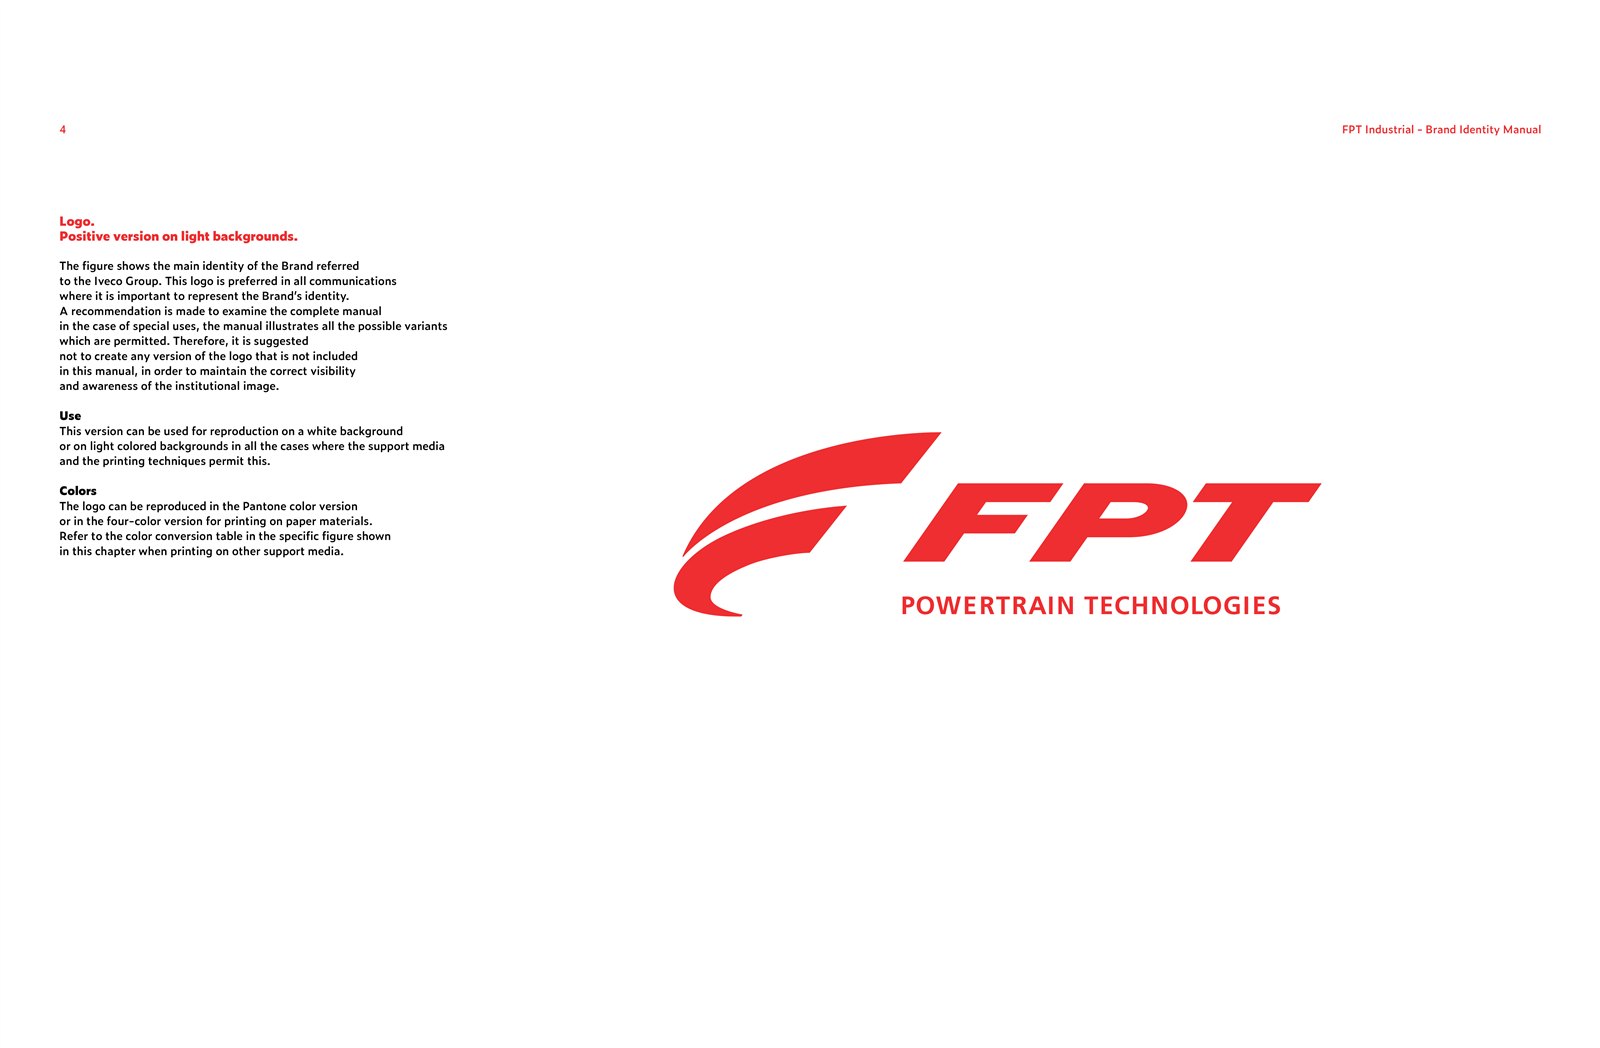 4
FPT Industrial - Brand Identity Manual
Logo.
Positive version on light backgrounds.
The figure shows the main identity of the Brand referred
to the Iveco Group. This logo is preferred in all communications
where it is important to represent the Brand's identity.
A recommendation is made to examine the complete manual
in the case of special uses, the manual illustrates all the possible variants
which are permitted. Therefore, it is suggested
not to create any version of the logo that is not included
in this manual, in order to maintain the correct visibility
and awareness of the institutional image.
Use
This version can be used for reproduction on a white background
or on light colored backgrounds in all the cases where the support media
and the printing techniques permit this.
Colors
The logo can be reproduced in the Pantone color version
or in the four-color version for printing on paper materials.
Refer to the color conversion table in the specific figure shown
in this chapter when printing on other support media.
FPT
POWERTRAIN TECHNOLOGIES